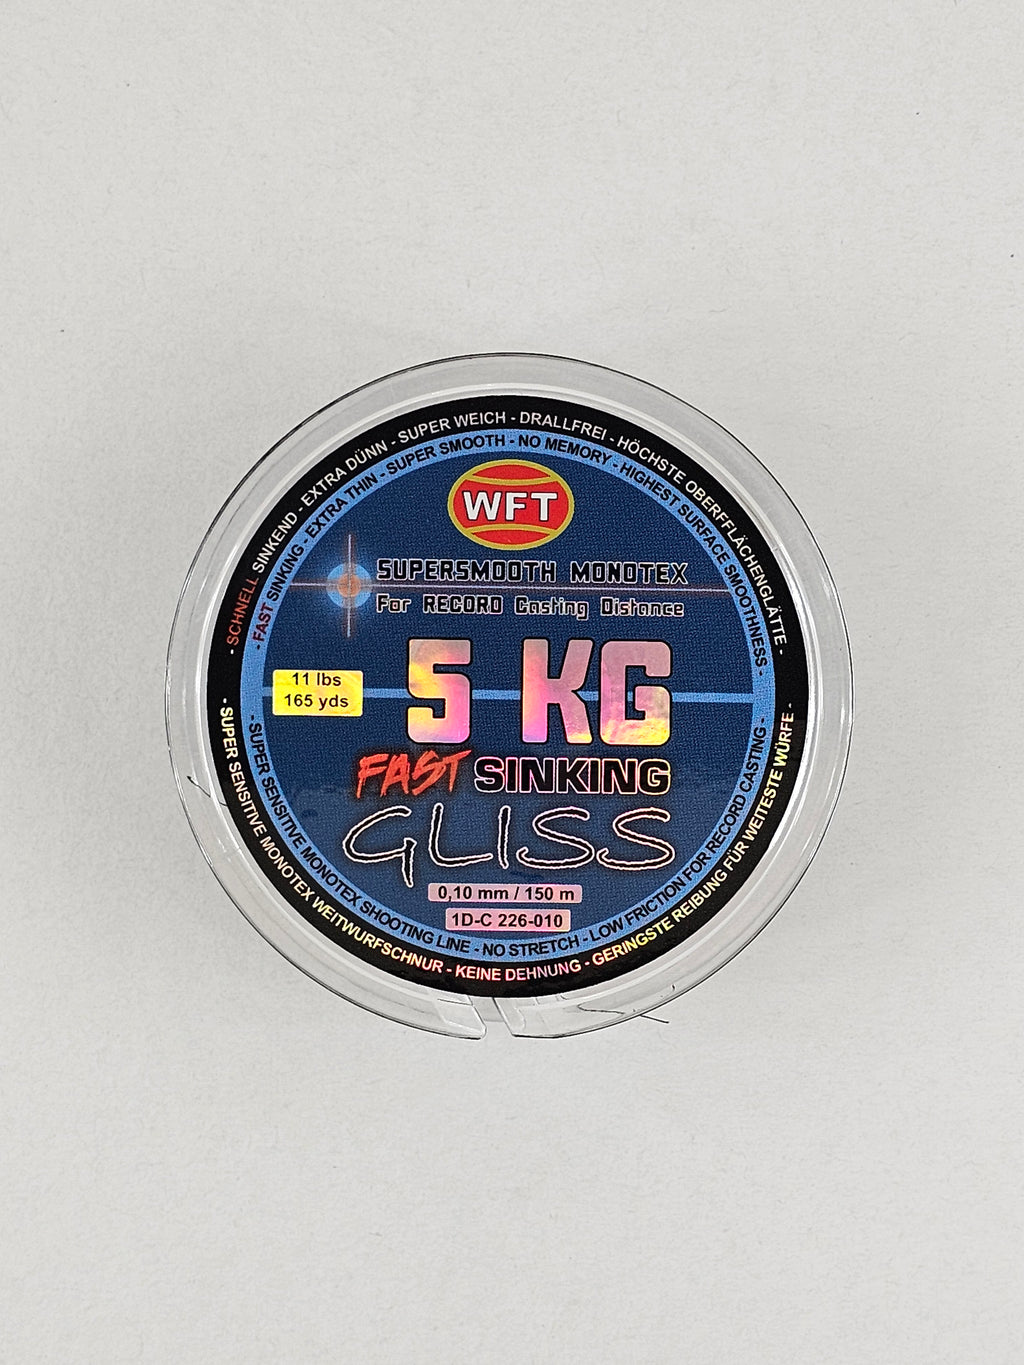 - SCHNELL SINKEND - EXTRA DÜNN - SUPER WEICH - DRALLFREI - HÖCHSTE OBERFFLÄCHENGLÄTTE -
- FAST SINKING - EXTRA THIN - SUPER SMOOTH - NO MEMORY - HIGHEST SURFACE SMOOTHNESS -
WFT
SUPERSMOOTH MONOTEX
For RECORD Casting Distance
11 lbs
165 yds
5 KG
FAST SINKING
GLISS
0,10 mm / 150 m
1D-C 226-010
- SUPER SENSITIVE MONOTEX SHOOTING LINE - NO STRETCH - LOW FRICTION FOR RECORD CASTING -
- SUPER SENSITIVE MONOTEX WEITWURFSCHNUR - KEINE DEHNUNG - GERINGSTE REIBUNG FÜR WEITESTE WÜRFE -